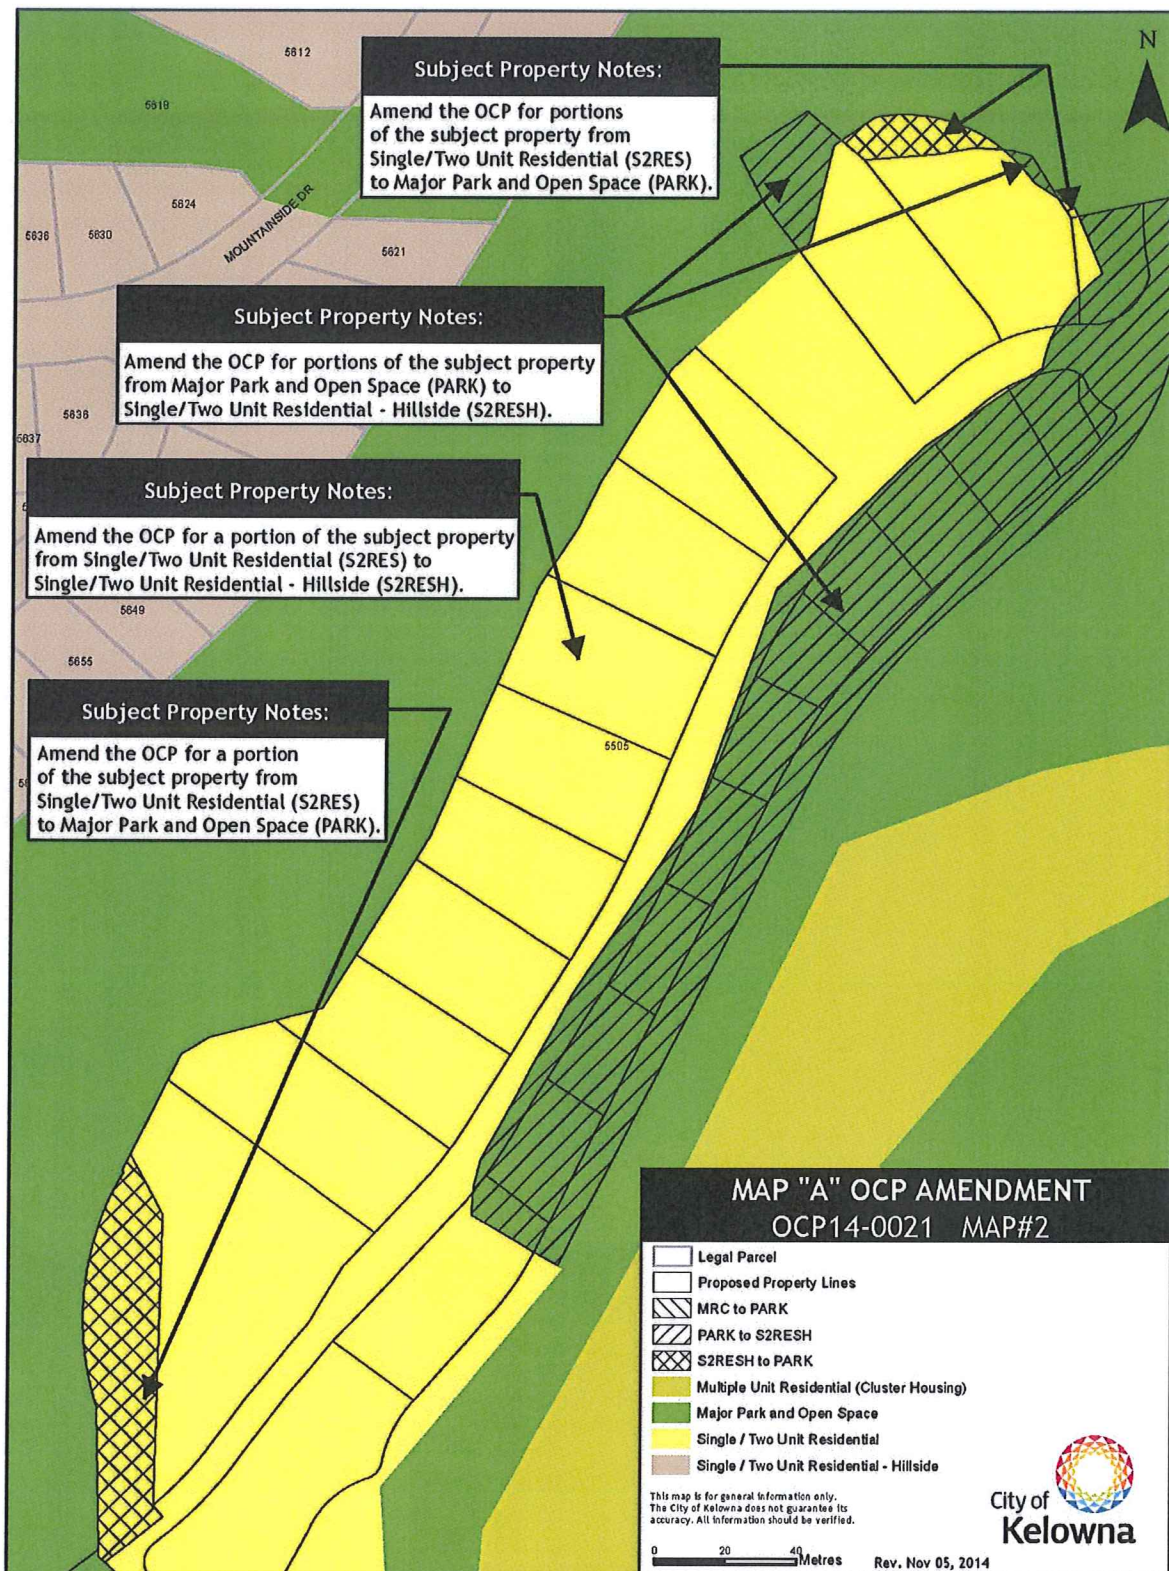 5612
5618
5624
5636
5630
MOUNTAINSIDE DR
5621
N
Subject Property Notes:
Amend the OCP for portions
of the subject property from
Single/Two Unit Residential (S2RES)
to Major Park and Open Space (PARK).
Subject Property Notes:
Amend the OCP for portions of the subject property
from Major Park and Open Space (PARK) to
Single/Two Unit Residential - Hillside (S2RESH).
5638
5637
Subject Property Notes:
Amend the OCP for a portion of the subject property
from Single/Two Unit Residential (S2RES) to
Single/Two Unit Residential - Hillside (S2RESH).
5649
5655
Subject Property Notes:
Amend the OCP for a portion
of the subject property from
Single/Two Unit Residential (S2RES)
to Major Park and Open Space (PARK).
5505
MAP "A" OCP AMENDMENT
OCP14-0021 MAP#2
Legal Parcel
Proposed Property Lines
MRC to PARK
PARK to S2RESH
S2RESH to PARK
Multiple Unit Residential (Cluster Housing)
Major Park and Open Space
Single / Two Unit Residential
Single / Two Unit Residential - Hillside
This map is for general information only.
The City of Kelowna does not guarantee its
accuracy. All information should be verified.
City of
Kelowna
0 20 40 Metres
Rev. Nov 05, 2014